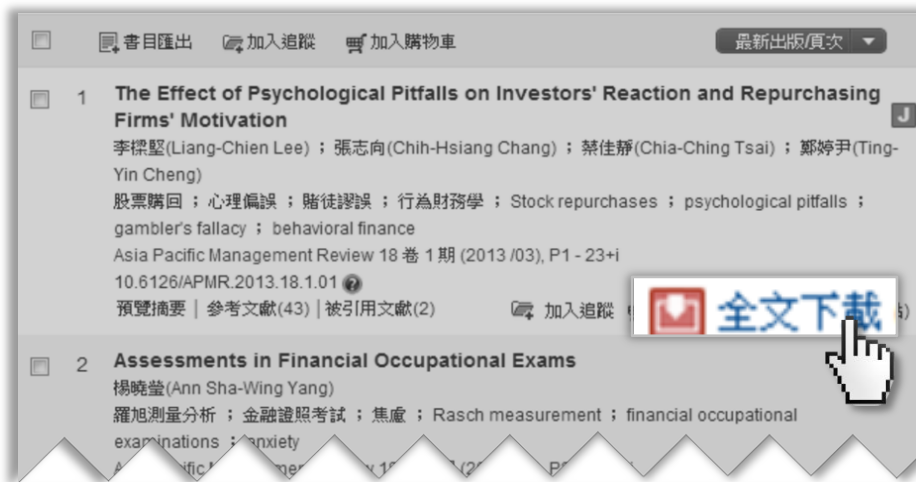 書目匯出 加入追蹤 加入購物車 最新出版/頁次
1 The Effect of Psychological Pitfalls on Investors' Reaction and Repurchasing
Firms' Motivation
J
李樑堅(Liang-Chien Lee) ; 張志向(Chih-Hsiang Chang) ; 蔡佳靜(Chia-Ching Tsai) ; 鄭婷尹(Ting-
Yin Cheng)
股票購回 ; 心理偏誤 ; 賭徒謬誤 ; 行為財務學 ; Stock repurchases ; psychological pitfalls ;
gambler's fallacy ; behavioral finance
Asia Pacific Management Review 18 卷 1 期 (2013 /03), P1 - 23+i
10.6126/APMR.2013.18.1.01 ?
預覽摘要 | 參考文獻(43) | 被引用文獻(2) 加入追蹤 全文下載
2 Assessments in Financial Occupational Exams
楊曉瑩(Ann Sha-Wing Yang)
羅旭測量分析 ; 金融證照考試 ; 焦慮 ; Rasch measurement ; financial occupational
examinations ; anxiety